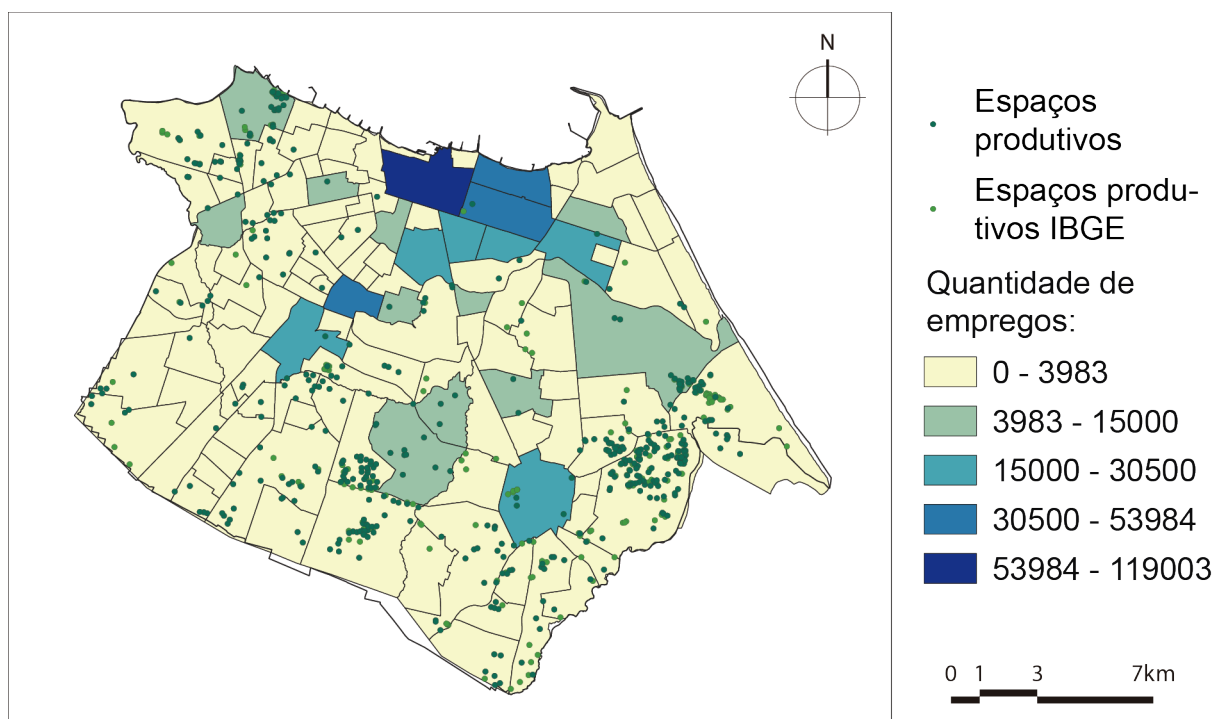 N
Espaços
produtivos
Espaços produ-
tivos IBGE
Quantidade de
empregos:
0 - 3983
3983 - 15000
15000 - 30500
30500 - 53984
53984 - 119003
0 1 3 7km